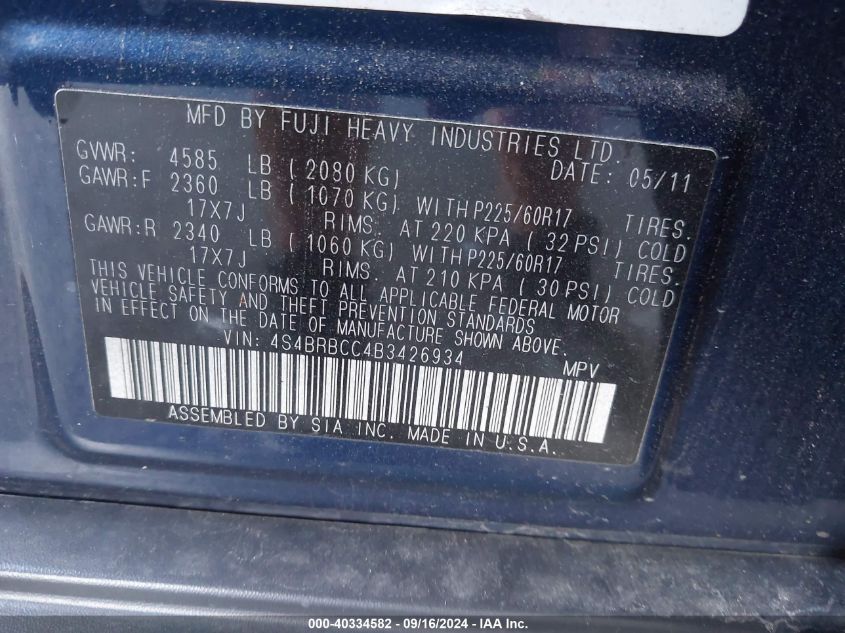 MFD BY FUJI HEAVY INDUSTRIES LTD
GVWR: 4585 LB ( 2080 KG) DATE: 05/11
GAWR:F 2360 LB ( 1070 KG) WITH P225/60R17 TIRES.
17X7J RIMS. AT 220 KPA ( 32 PSI) COLD
GAWR:R 2340 LB ( 1060 KG) WITH P225/60R17 TIRES.
17X7J RIMS. AT 210 KPA ( 30 PSI) COLD
THIS VEHICLE CONFORMS TO ALL APPLICABLE FEDERAL MOTOR
VEHICLE SAFETY AND THEFT PREVENTION STANDARDS
IN EFFECT ON THE DATE OF MANUFACTURE SHOWN ABOVE.
VIN: 4S4BRBCC4B3426934 MPV
ASSEMBLED BY SIA INC. MADE IN U.S.A.
000-40334582 - 09/16/2024 - www.iaai.com